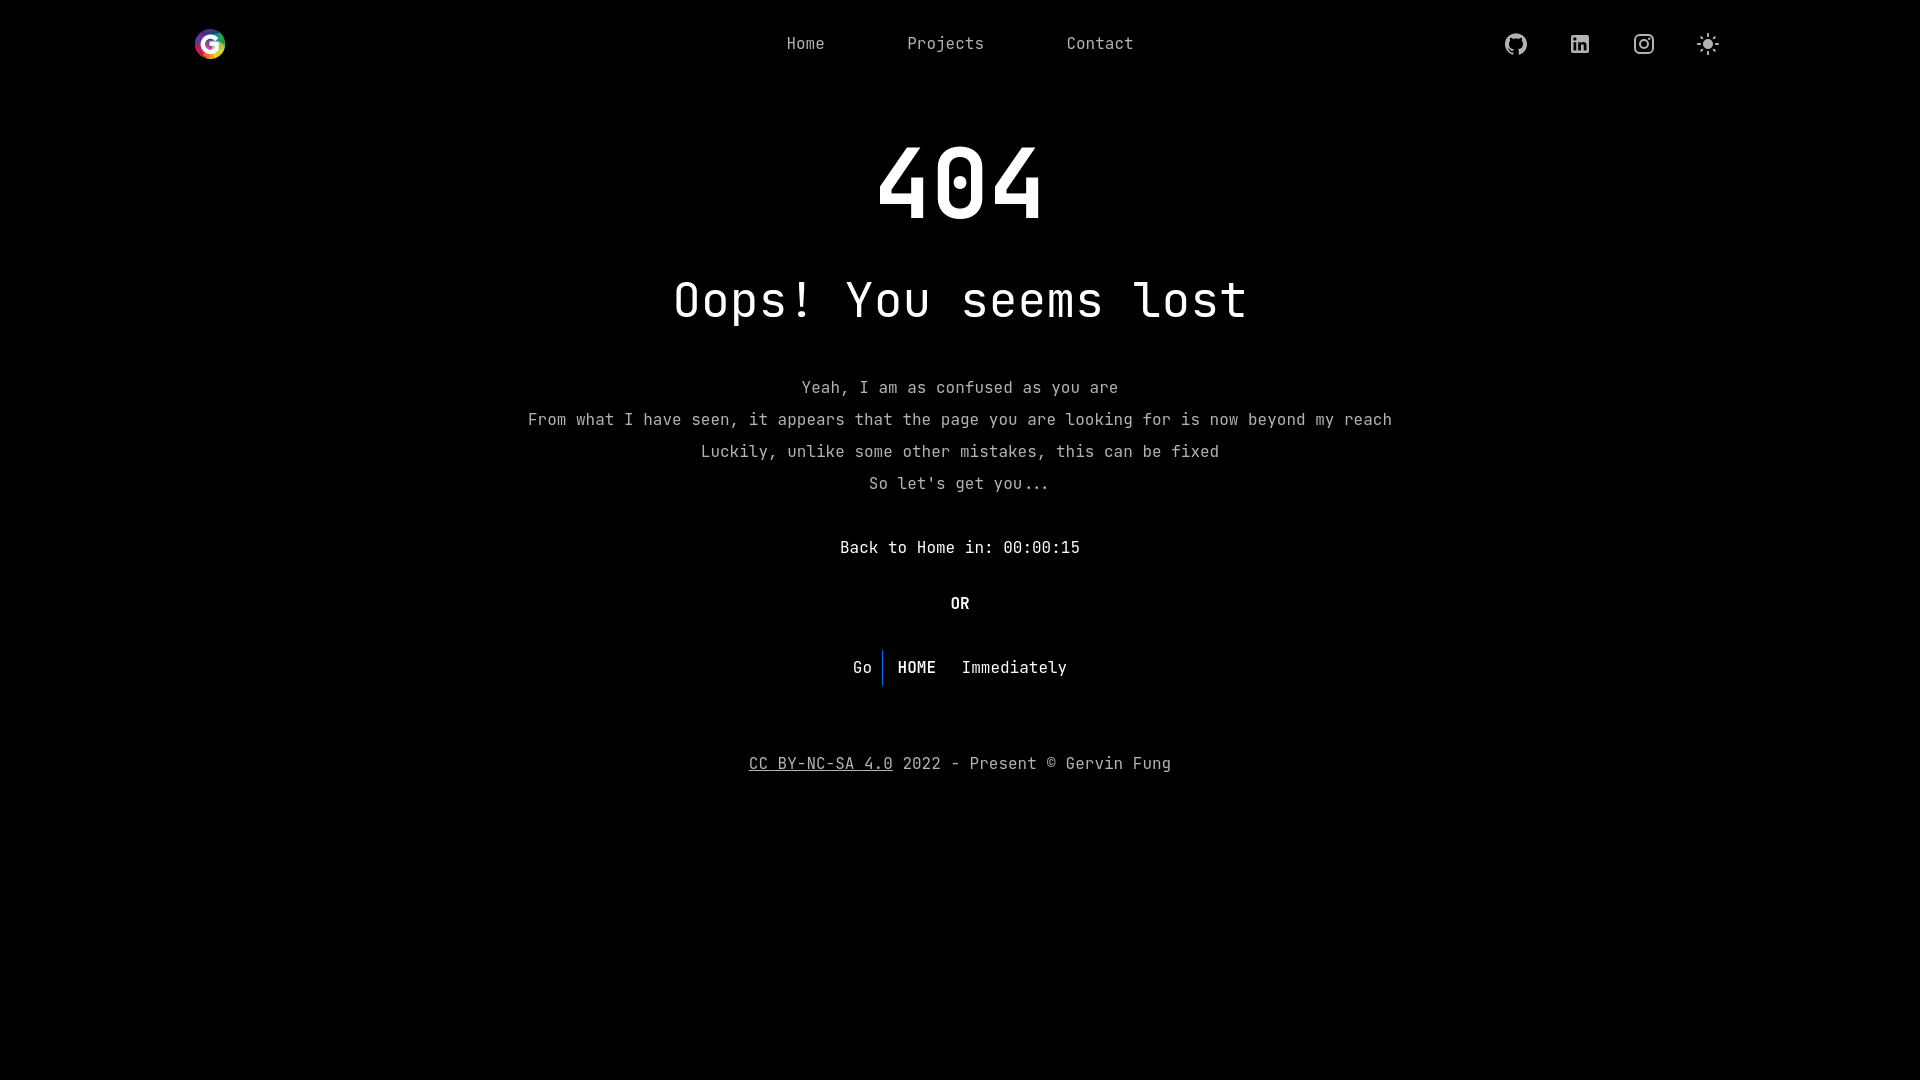 G
Home Projects Contact
404
Oops! You seems lost
Yeah, I am as confused as you are
From what I have seen, it appears that the page you are looking for is now beyond my reach
Luckily, unlike some other mistakes, this can be fixed
So let's get you...
Back to Home in: 00:00:15
OR
Go HOME Immediately
CC BY-NC-SA 4.0 2022 - Present © Gervin Fung